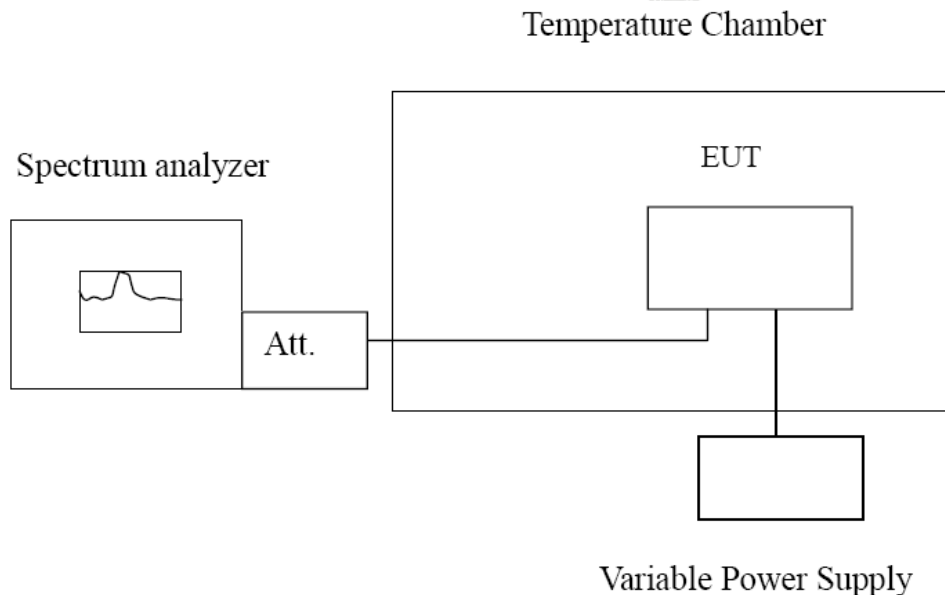 Temperature Chamber
Spectrum analyzer
EUT
Att.
Variable Power Supply